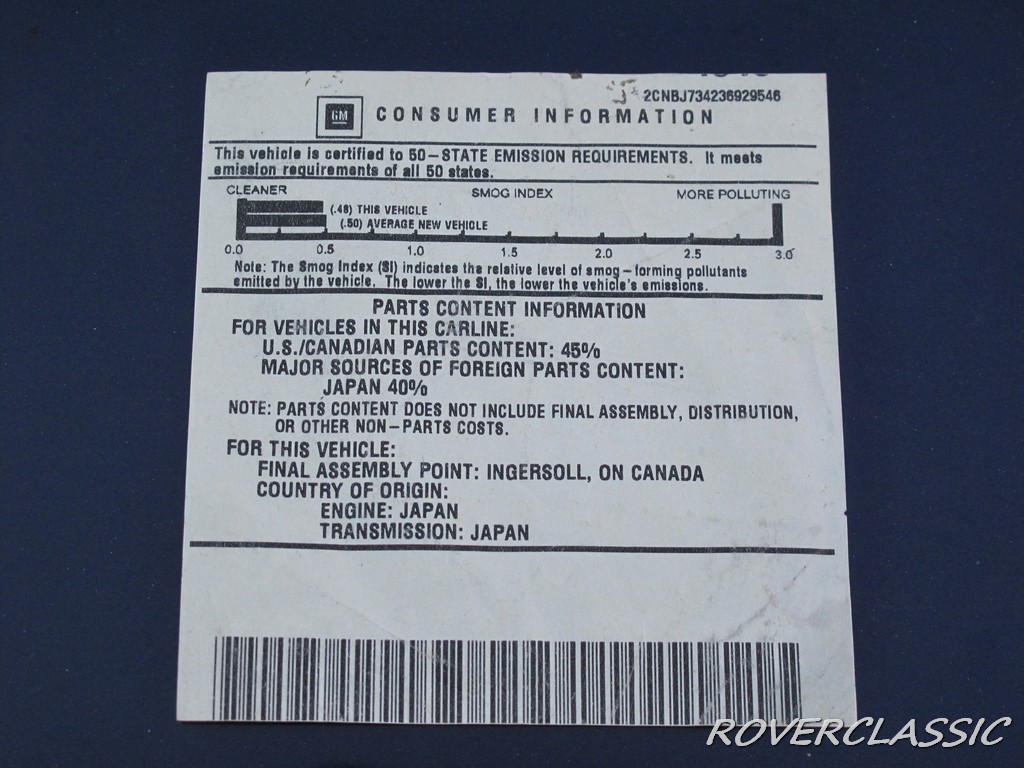 2CNBJ734236929546
GM CONSUMER INFORMATION
This vehicle is certified to 50-STATE EMISSION REQUIREMENTS. It meets
emission requirements of all 50 states.
CLEANER SMOG INDEX MORE POLLUTING
(.48) THIS VEHICLE
(.50) AVERAGE NEW VEHICLE
0.0 0.5 1.0 1.5 2.0 2.5 3.0
Note: The Smog Index (SI) indicates the relative level of smog-forming pollutants
emitted by the vehicle. The lower the SI, the lower the vehicle's emissions.
PARTS CONTENT INFORMATION
FOR VEHICLES IN THIS CARLINE:
U.S./CANADIAN PARTS CONTENT: 45%
MAJOR SOURCES OF FOREIGN PARTS CONTENT:
JAPAN 40%
NOTE: PARTS CONTENT DOES NOT INCLUDE FINAL ASSEMBLY, DISTRIBUTION,
OR OTHER NON-PARTS COSTS.
FOR THIS VEHICLE:
FINAL ASSEMBLY POINT: INGERSOLL, ON CANADA
COUNTRY OF ORIGIN:
ENGINE: JAPAN
TRANSMISSION: JAPAN
ROVERCLASSIC